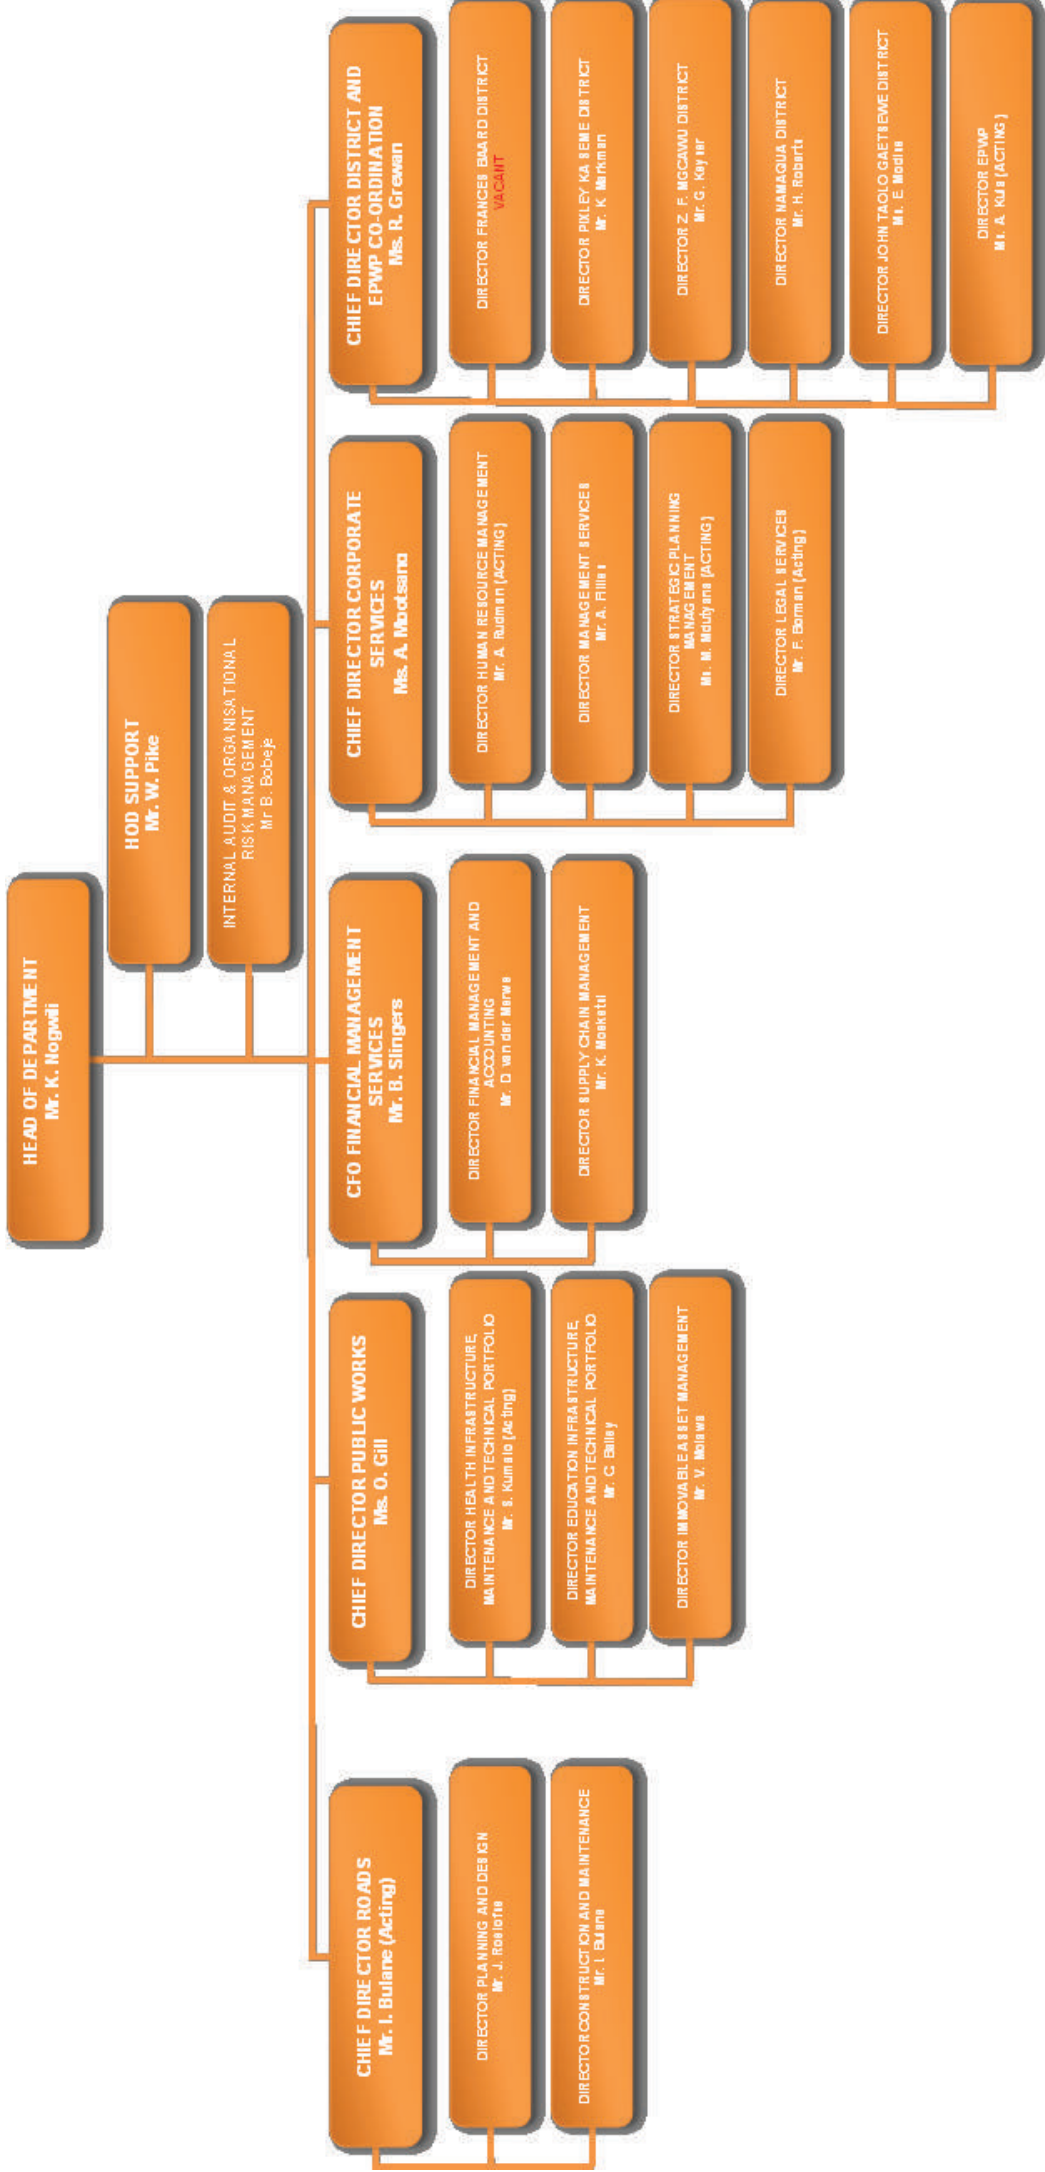 HEAD OF DEPARTMENT
Mr. K. Nogwili
HOD SUPPORT
Mr. W. Pike
INTERNAL AUDIT & ORGANISATIONAL
RISK MANAGEMENT
Mr B. Bobeje
CHIEF DIRECTOR ROADS
Mr. I. Bulane (Acting)
DIRECTOR PLANNING AND DESIGN
Mr. J. Roelofse
DIRECTOR CONSTRUCTION AND MAINTENANCE
Mr. I. Bulane
CHIEF DIRECTOR PUBLIC WORKS
Ms. O. Gill
DIRECTOR HEALTH INFRASTRUCTURE,
MAINTENANCE AND TECHNICAL PORTFOLIO
Mr. S. Kumalo (Acting)
DIRECTOR EDUCATION INFRASTRUCTURE,
MAINTENANCE AND TECHNICAL PORTFOLIO
Mr. C. Bailey
DIRECTOR IMMOVABLE ASSET MANAGEMENT
Mr. V.
CFO FINANCIAL MANAGEMENT
SERVICES
Mr. B. Slingers
DIRECTOR FINANCIAL MANAGEMENT AND
ACCOUNTING
Mr. D van der Merwe
DIRECTOR SUPPLY CHAIN MANAGEMENT
Mr. K. Moeketsi
CHIEF DIRECTOR CORPORATE
SERVICES
Ms. A. Mootsang
DIRECTOR HUMAN RESOURCE MANAGEMENT
Mr. A. Rudman (ACTING)
DIRECTOR MANAGEMENT SERVICES
Mr. A.
DIRECTOR STRATEGIC PLANNING
MANAGEMENT
Ms. M. Mdutyana (ACTING)
DIRECTOR LEGAL SERVICES
Mr. F. Borman (Acting)
CHIEF DIRECTOR DISTRICT AND
EPWP CO-ORDINATION
Ms. R. Grewan
DIRECTOR FRANCES BAARD DISTRICT
VACANT
DIRECTOR PIXLEY KA SEME DISTRICT
Mr. K. Markman
DIRECTOR Z. F. MGCAWU DISTRICT
Mr. G. Keyser
DIRECTOR NAMAQUA DISTRICT
Mr. H. Roberts
DIRECTOR JOHN TAOLO GAETSEWE DISTRICT
Ms. E. Modise
DIRECTOR EPWP
Ms. A. (ACTING)